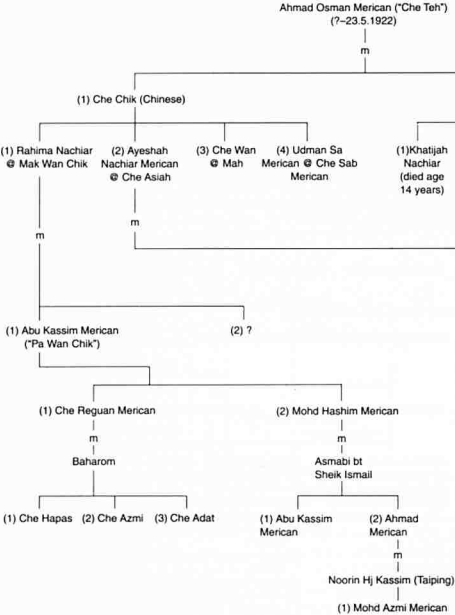 Ahmad Osman Merican ("Che Teh")
(?–23.5.1922)
m
(1) Che Chik (Chinese)
(1) Rahima Nachiar
@ Mak Wan Chik
(2) Ayeshah
Nachiar Merican
@ Che Asiah
(3) Che Wan
@ Mah
(4) Udman Sa
Merican @ Che Sab
Merican
(1)Khatijah
Nachiar
(died age
14 years)
m
m
(1) Abu Kassim Merican
("Pa Wan Chik")
(2) ?
(1) Che Reguan Merican
(2) Mohd Hashim Merican
m
m
Baharom
Asmabi bt
Sheik Ismail
(1) Che Hapas
(2) Che Azmi
(3) Che Adat
(1) Abu Kassim
Merican
(2) Ahmad
Merican
m
Noorin Hj Kassim (Taiping)
(1) Mohd Azmi Merican